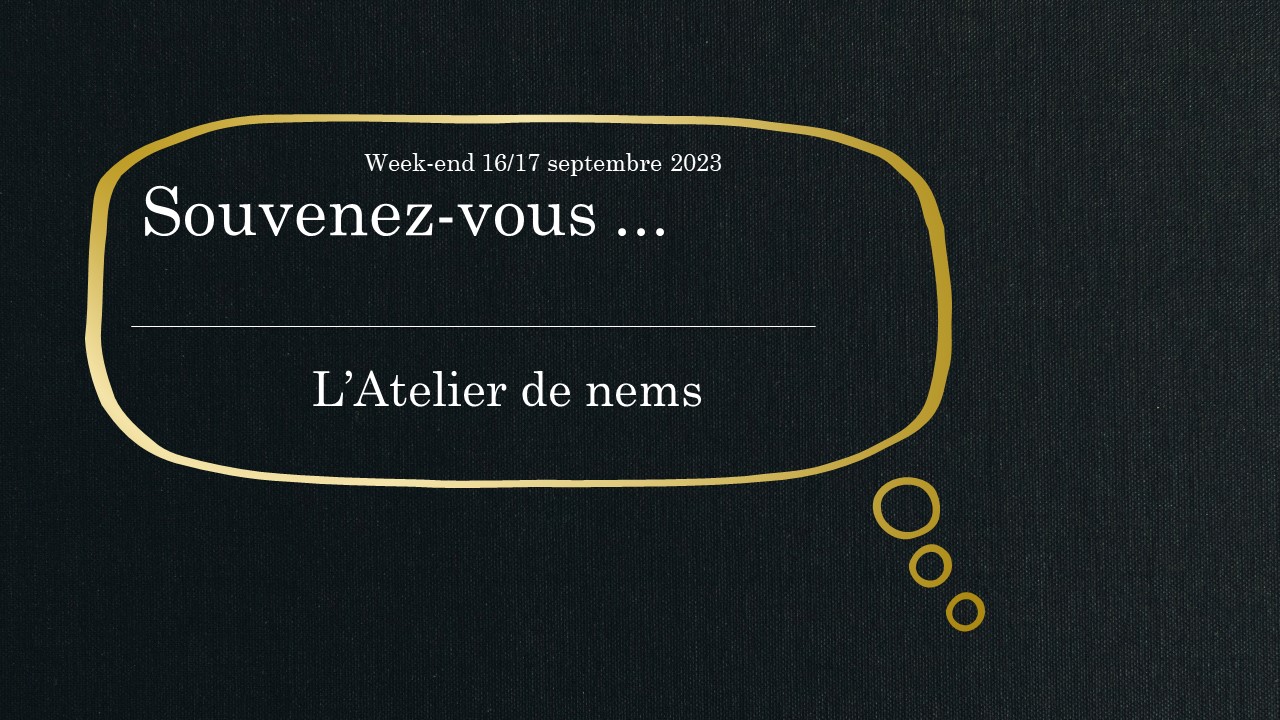 Week-end 16/17 septembre 2023
Souvenez-vous ...
L’Atelier de nems